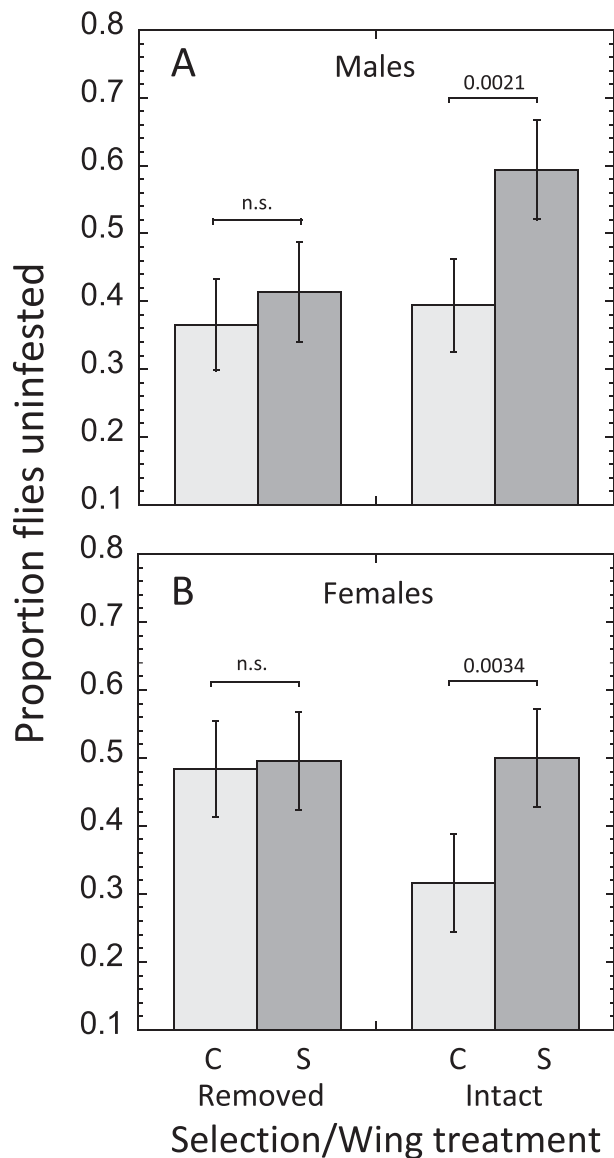 Proportion flies uninfested
A
Males
0.8
0.7
0.6
0.5
0.4
0.3
0.2
0.1
n.s.
0.0021
B
Females
0.8
0.7
0.6
0.5
0.4
0.3
0.2
0.1
n.s.
0.0034
C S C S
Removed Intact
Selection/Wing treatment